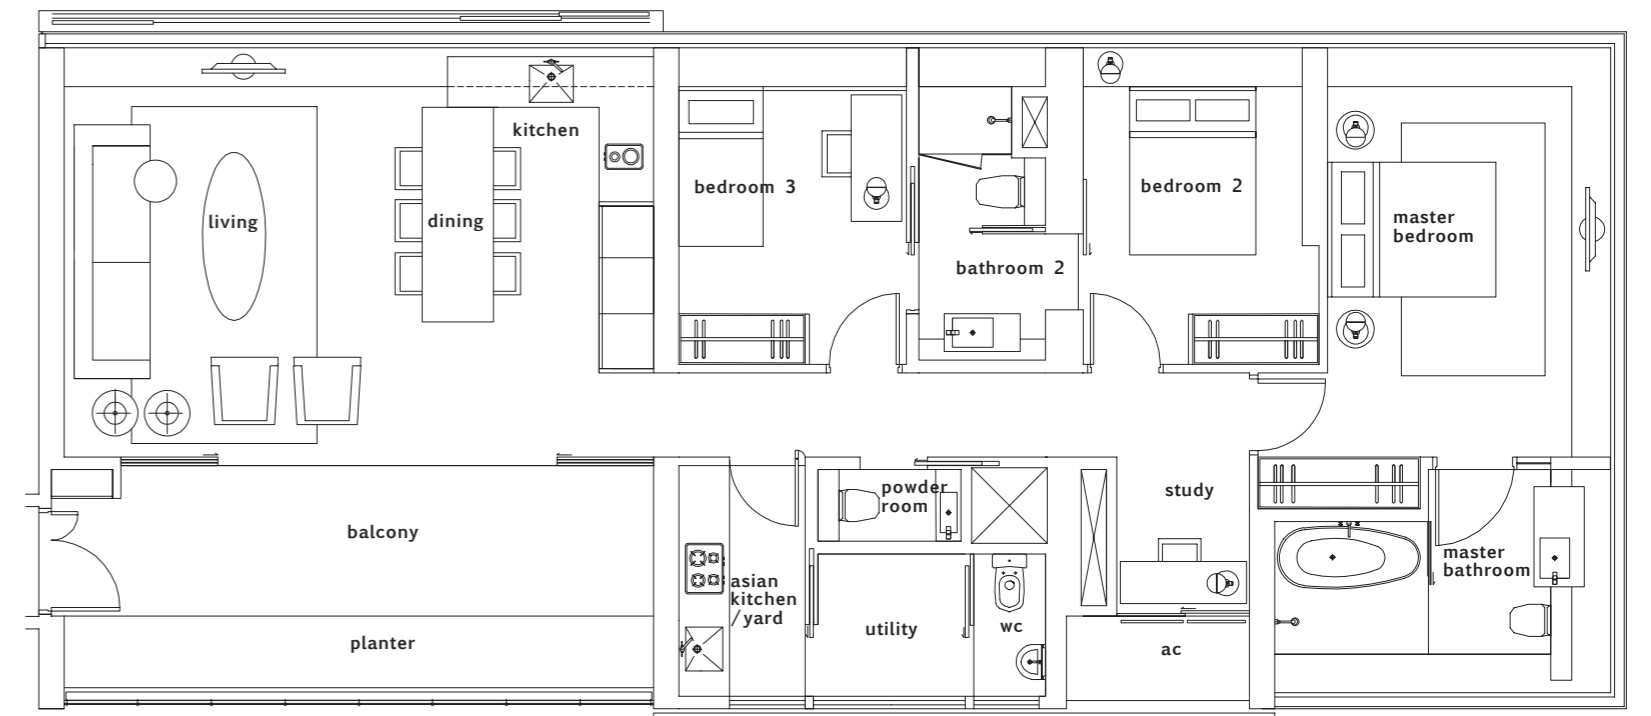 kitchen
living
dining
bedroom 3
bathroom 2
bedroom 2
master
bedroom
balcony
planter
asian
kitchen
/yard
powder
room
utility
wc
study
ac
master
bathroom